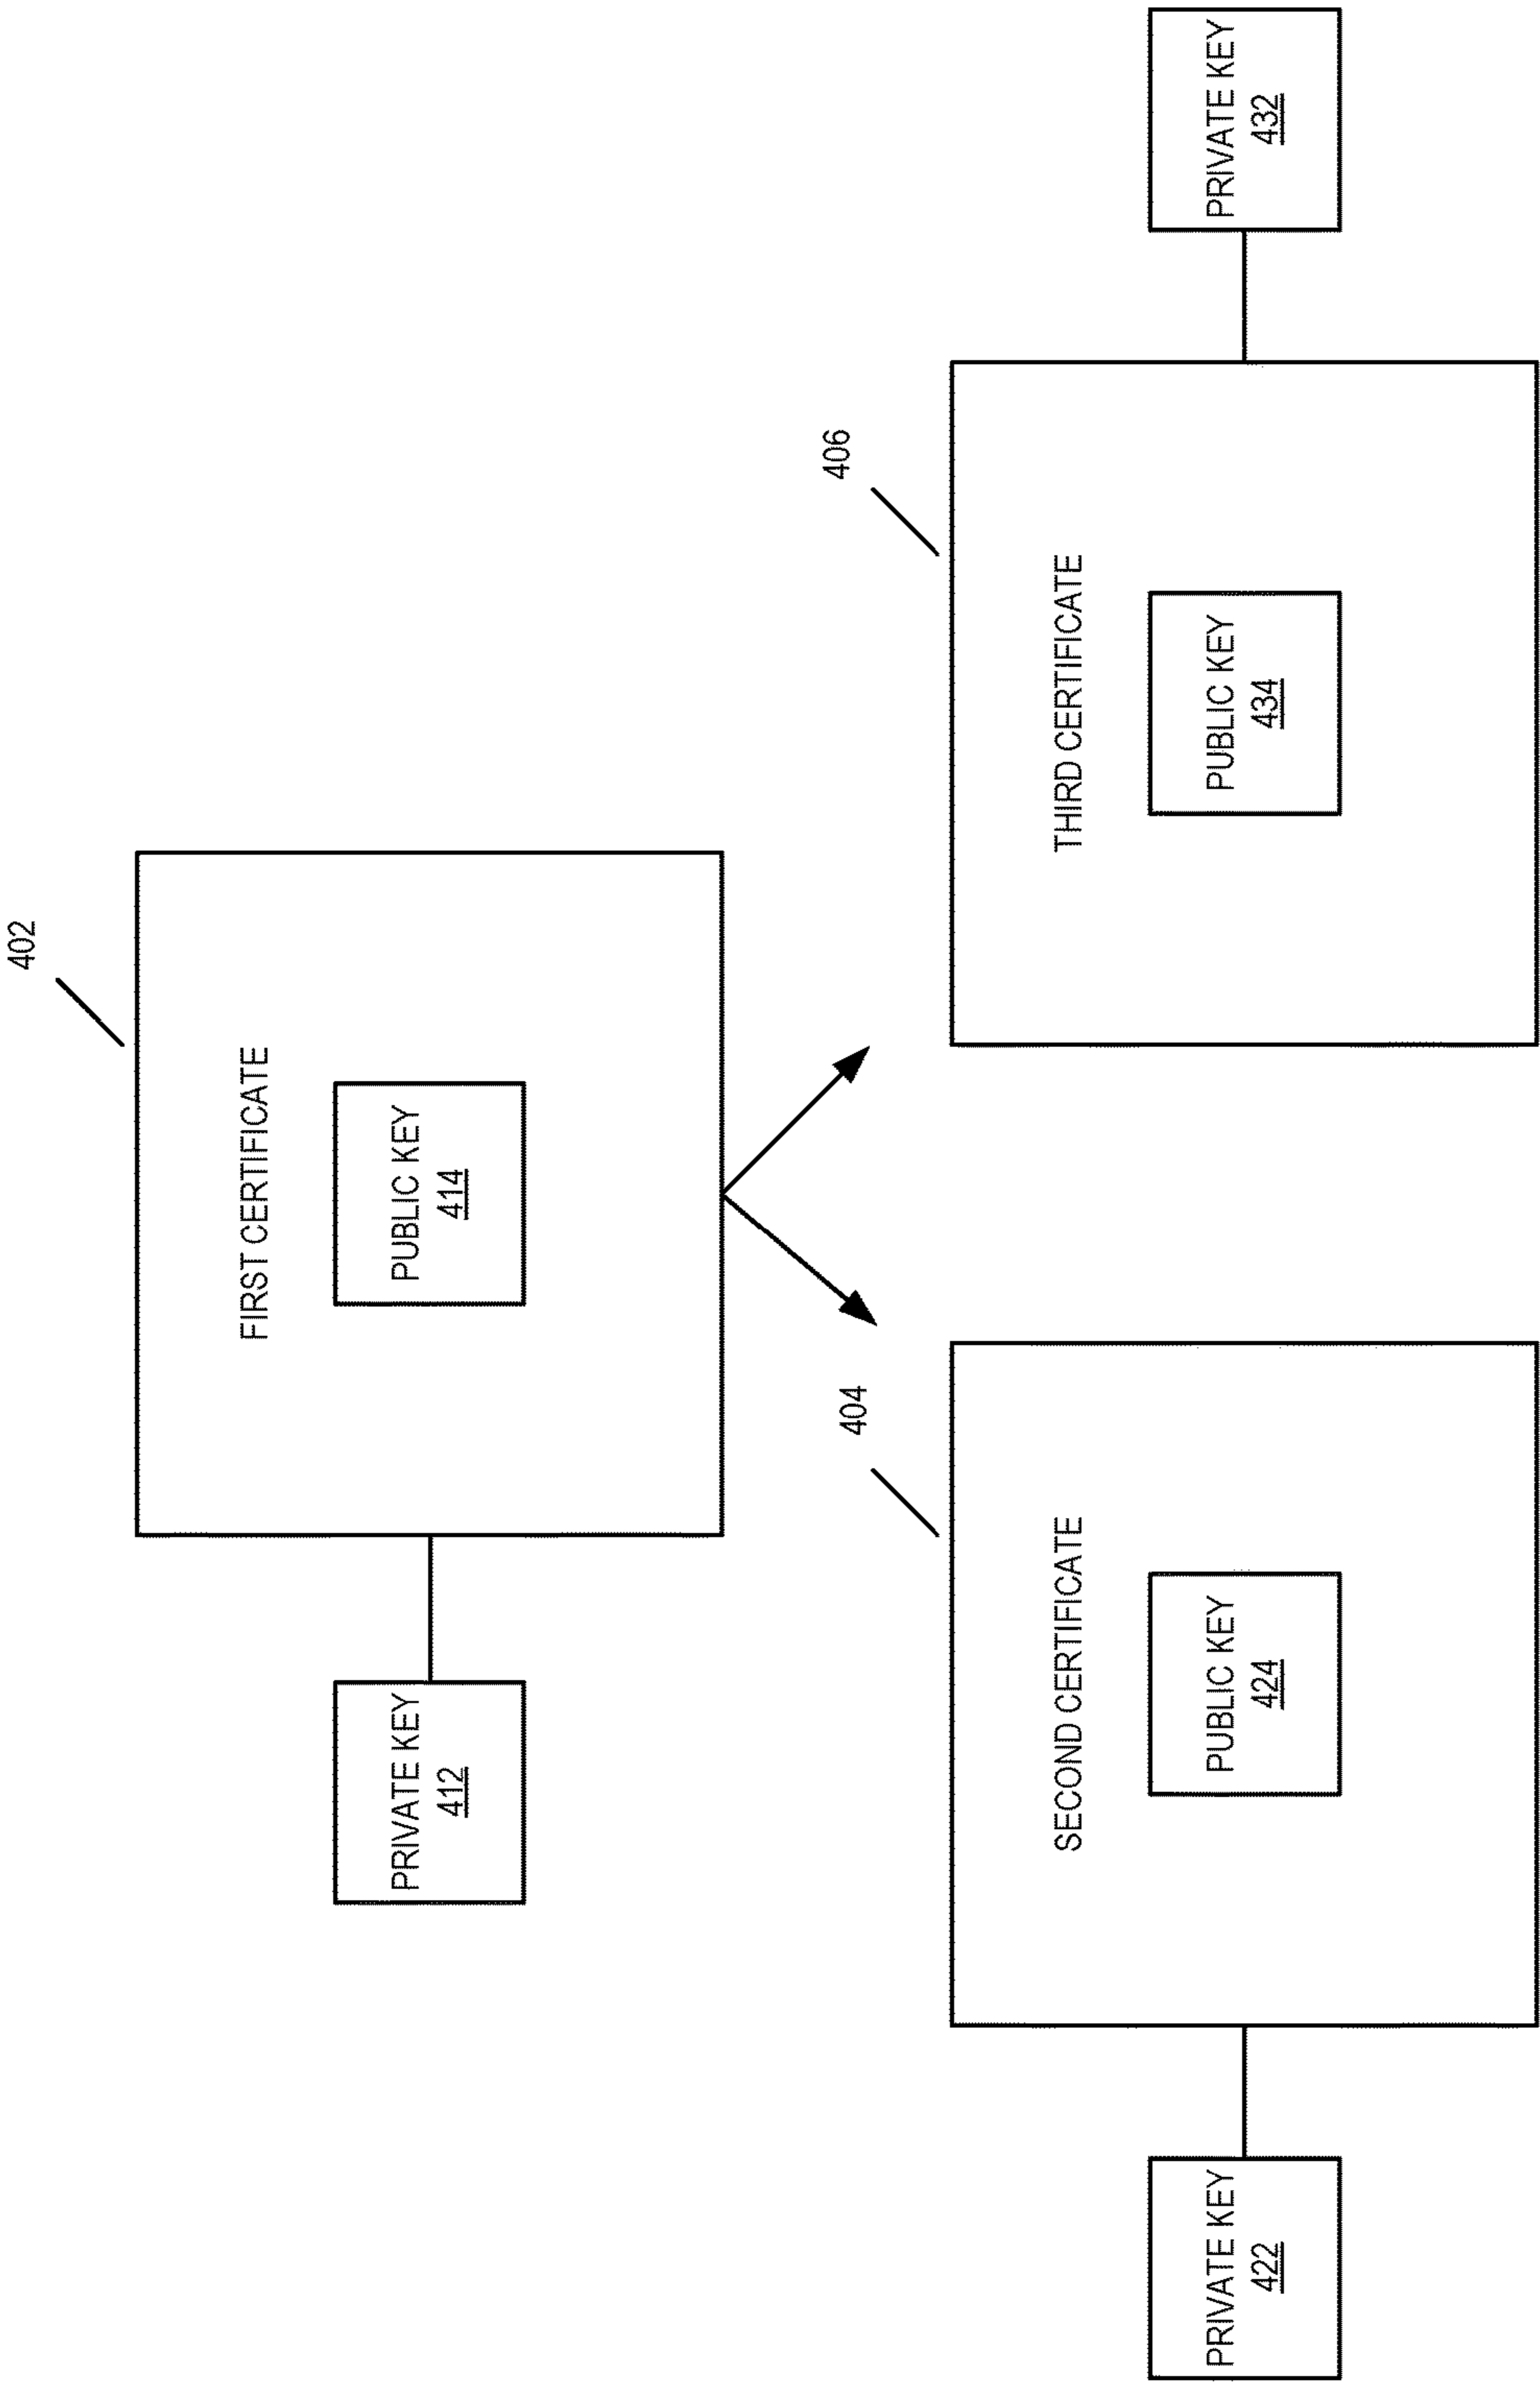 402
FIRST CERTIFICATE
PRIVATE KEY
412
PUBLIC KEY
414
404
406
SECOND CERTIFICATE
THIRD CERTIFICATE
PRIVATE KEY
422
PUBLIC KEY
424
PUBLIC KEY
434
PRIVATE KEY
432